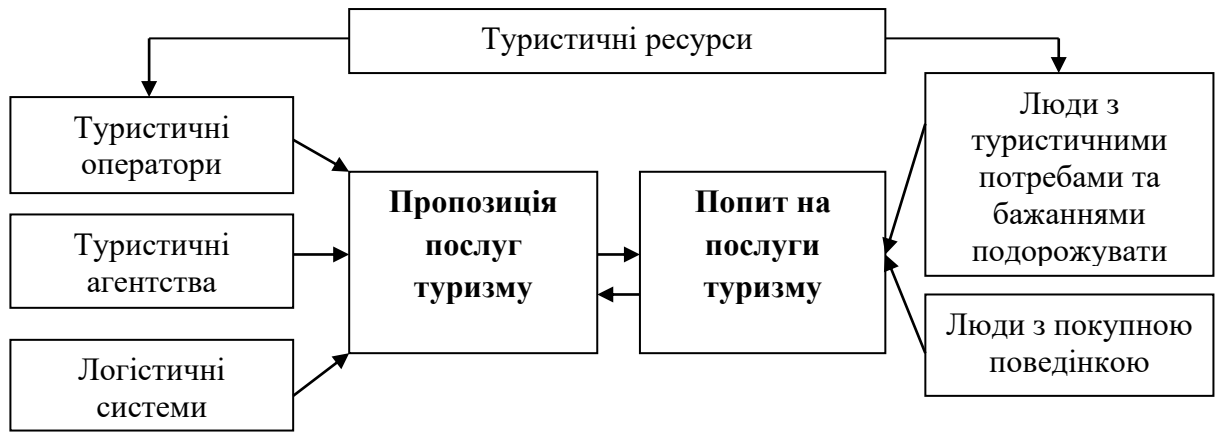 Туристичні ресурси
Туристичні
оператори
Туристичні
агентства
Логістичні
системи
Пропозиція
послуг
туризму
Попит на
послуги
туризму
Люди з
туристичними
потребами та
бажаннями
подорожувати
Люди з покупною
поведінкою